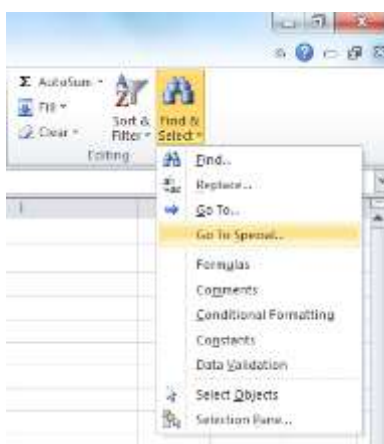 Σ AutoSum
Fill
Clear
Sort & Filter
Find & Select
Editing
Find...
Replace...
Go To...
Go To Special...
Formulas
Comments
Conditional Formatting
Constants
Data Validation
Select Objects
Selection Pane...